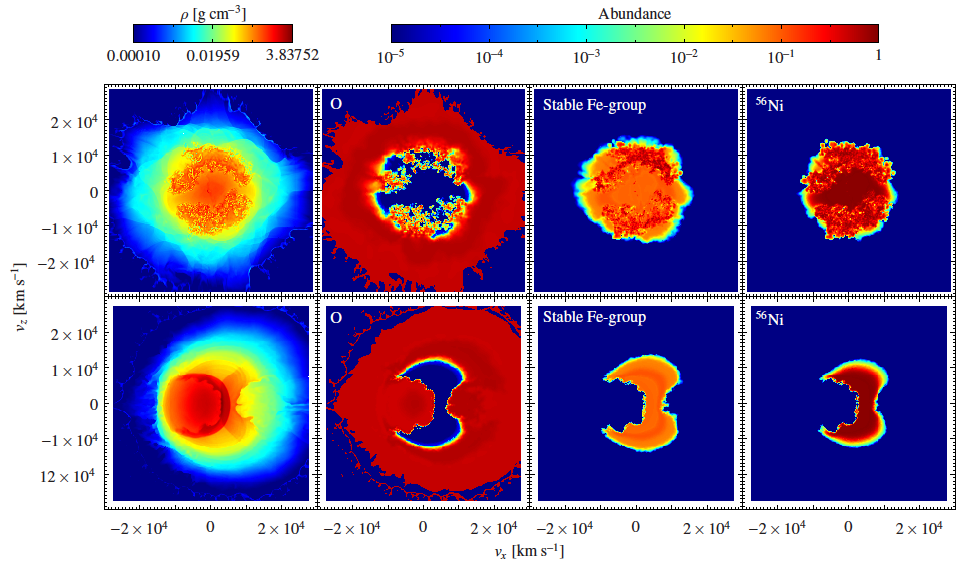 ρ [g cm⁻³] Abundance
0.00010 0.01959 3.83752 10⁻⁵ 10⁻⁴ 10⁻³ 10⁻² 10⁻¹ 1
O Stable Fe-group ⁵⁶Ni
2 × 10⁴
1 × 10⁴
0
−1 × 10⁴
−2 × 10⁴
v_z [km s⁻¹]
O Stable Fe-group ⁵⁶Ni
2 × 10⁴
1 × 10⁴
0
−1 × 10⁴
12 × 10⁴
−2 × 10⁴ 0 2 × 10⁴ −2 × 10⁴ 0 2 × 10⁴ −2 × 10⁴ 0 2 × 10⁴ −2 × 10⁴ 0 2 × 10⁴
v_x [km s⁻¹]